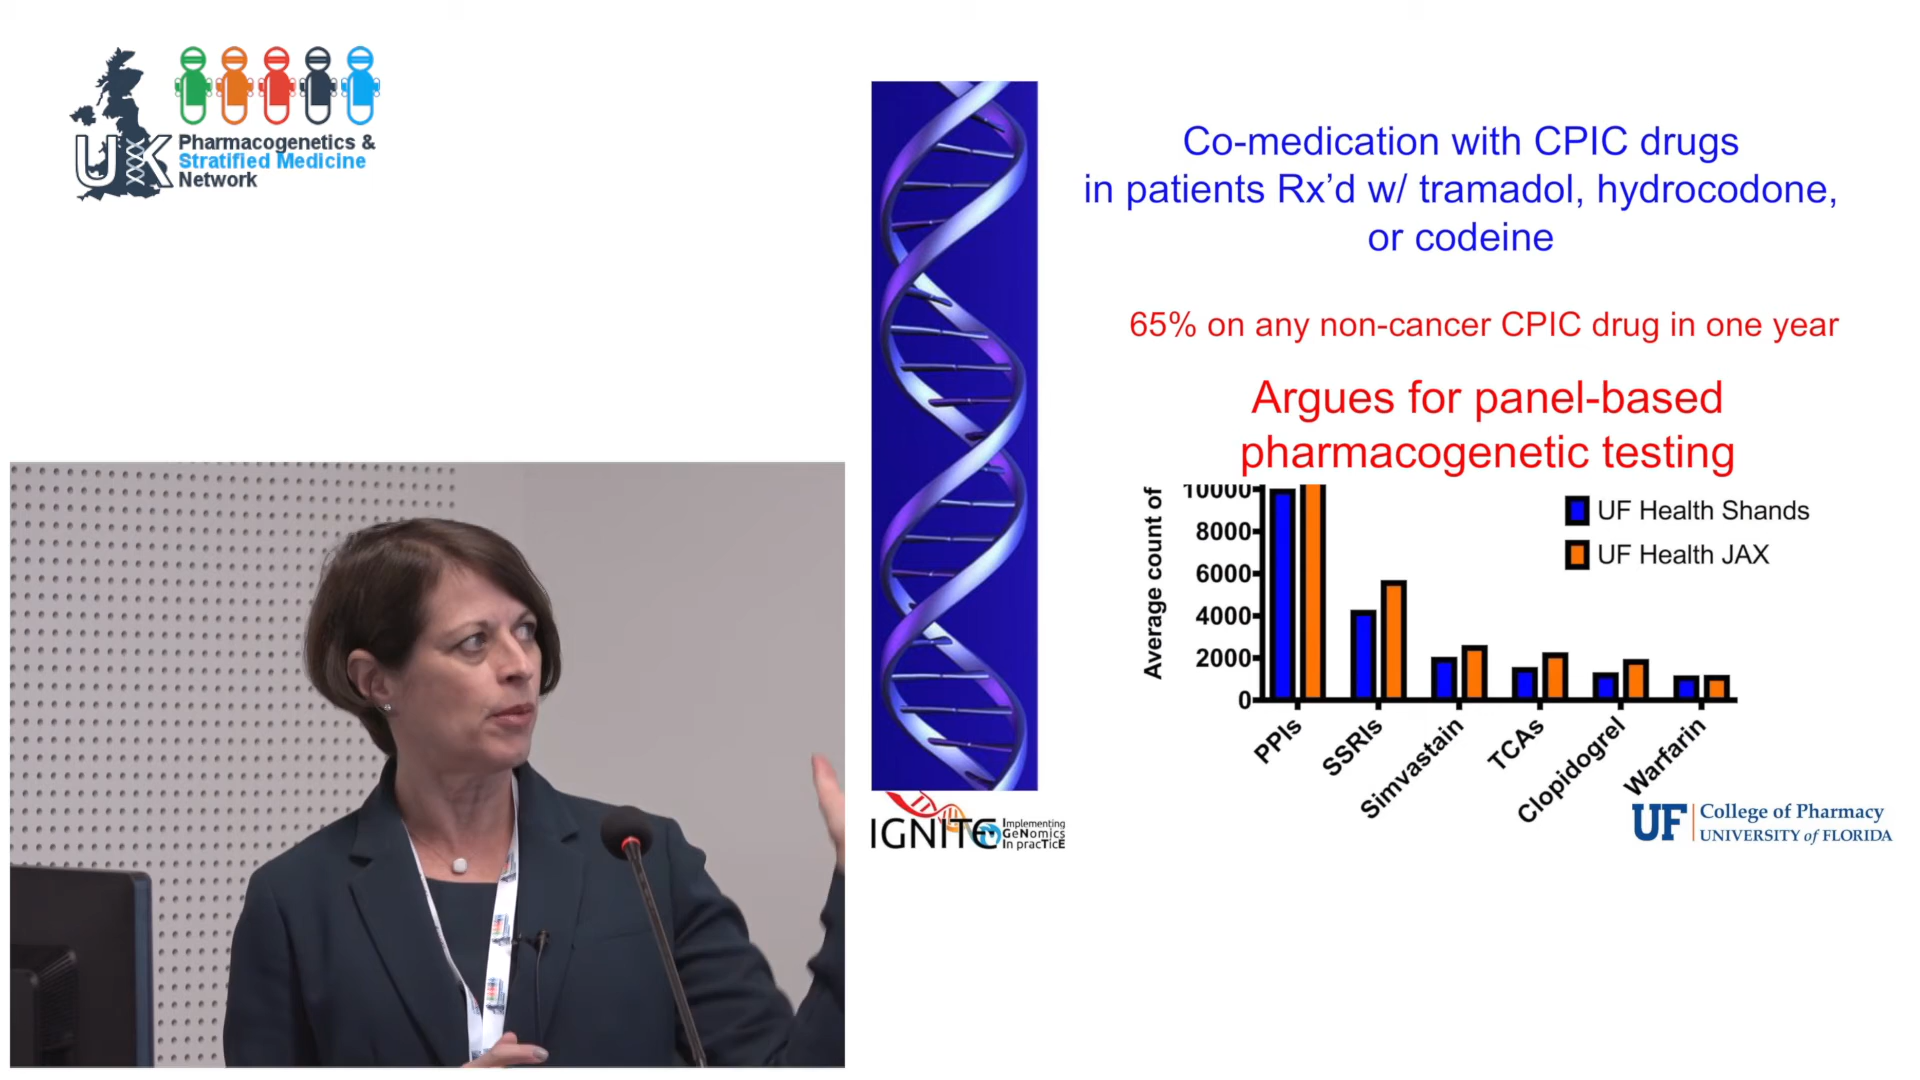 UK
Pharmacogenetics &
Stratified Medicine
Network
Co-medication with CPIC drugs
in patients Rx’d w/ tramadol, hydrocodone,
or codeine
65% on any non-cancer CPIC drug in one year
Argues for panel-based
pharmacogenetic testing
Average count of
10000
8000
6000
4000
2000
0
UF Health Shands
UF Health JAX
PPIs
SSRIs
Simvastain
TCAs
Clopidogrel
Warfarin
IGNITE
Implementing
GeNomics
In pracTicE
UF
College of Pharmacy
UNIVERSITY of FLORIDA